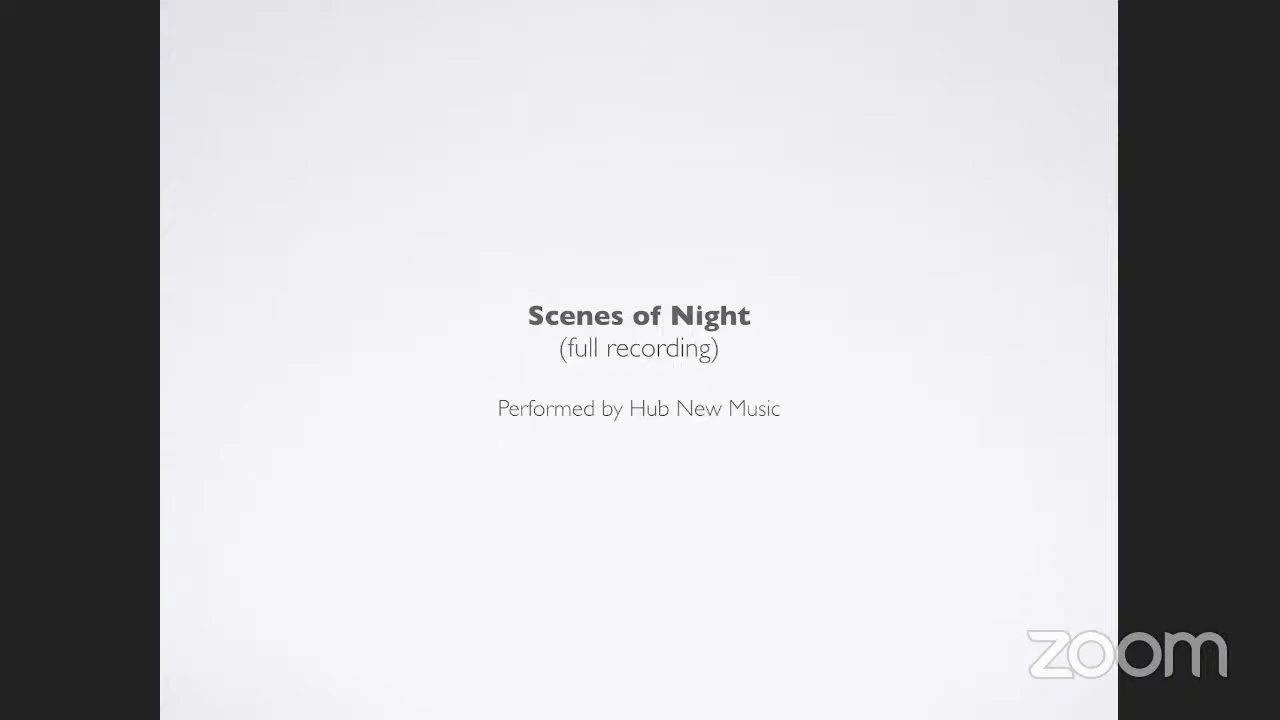 Scenes of Night
(full recording)
Performed by Hub New Music
zoom